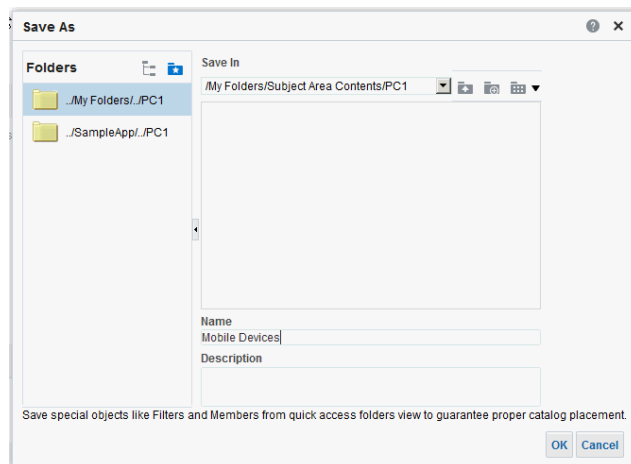 Save As
Folders
../My Folders/../PC1
../SampleApp/../PC1
Save In
/My Folders/Subject Area Contents/PC1
Name
Mobile Devices
Description
Save special objects like Filters and Members from quick access folders view to guarantee proper catalog placement.
OK Cancel